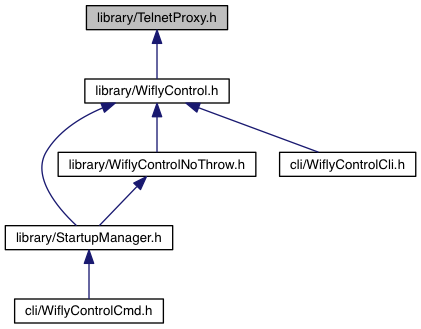 library/TelnetProxy.h
library/WiflyControl.h
library/WiflyControlNoThrow.h
cli/WiflyControlCli.h
library/StartupManager.h
cli/WiflyControlCmd.h